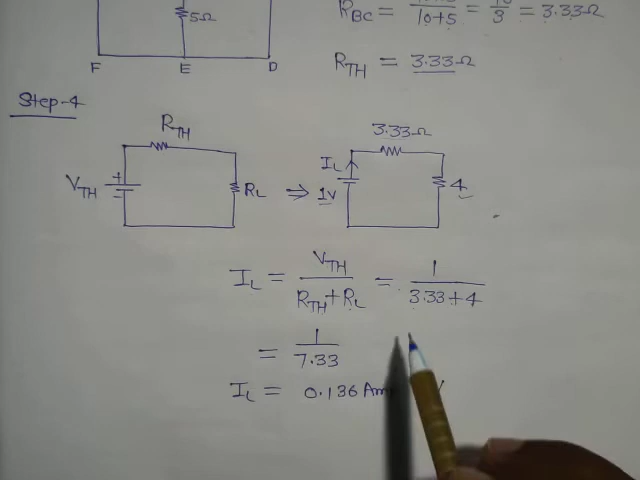 5Ω
R_BC = /10+5 = /3 = 3.33Ω
F E D
R_TH = 3.33Ω
Step-4
R_TH 3.33Ω
V_TH + - R_L ⇒ 1v I_L 4
I_L = V_TH/R_TH+R_L = 1/3.33+4
= 1/7.33
I_L = 0.136